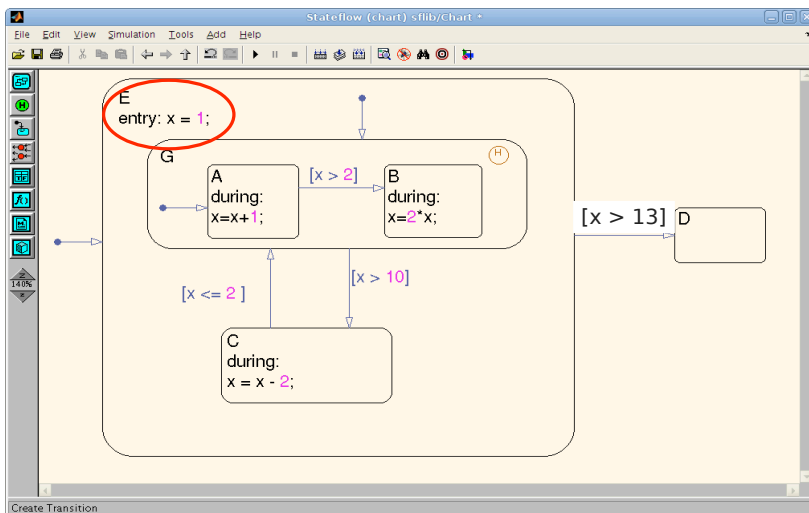 Stateflow (chart) sflib/Chart *
File Edit View Simulation Tools Add Help
E
entry: x = 1;
G
H
A
during:
x=x+1;
[x > 2]
B
during:
x=2*x;
[x > 13]
D
[x <= 2 ]
[x > 10]
C
during:
x = x - 2;
140%
Create Transition